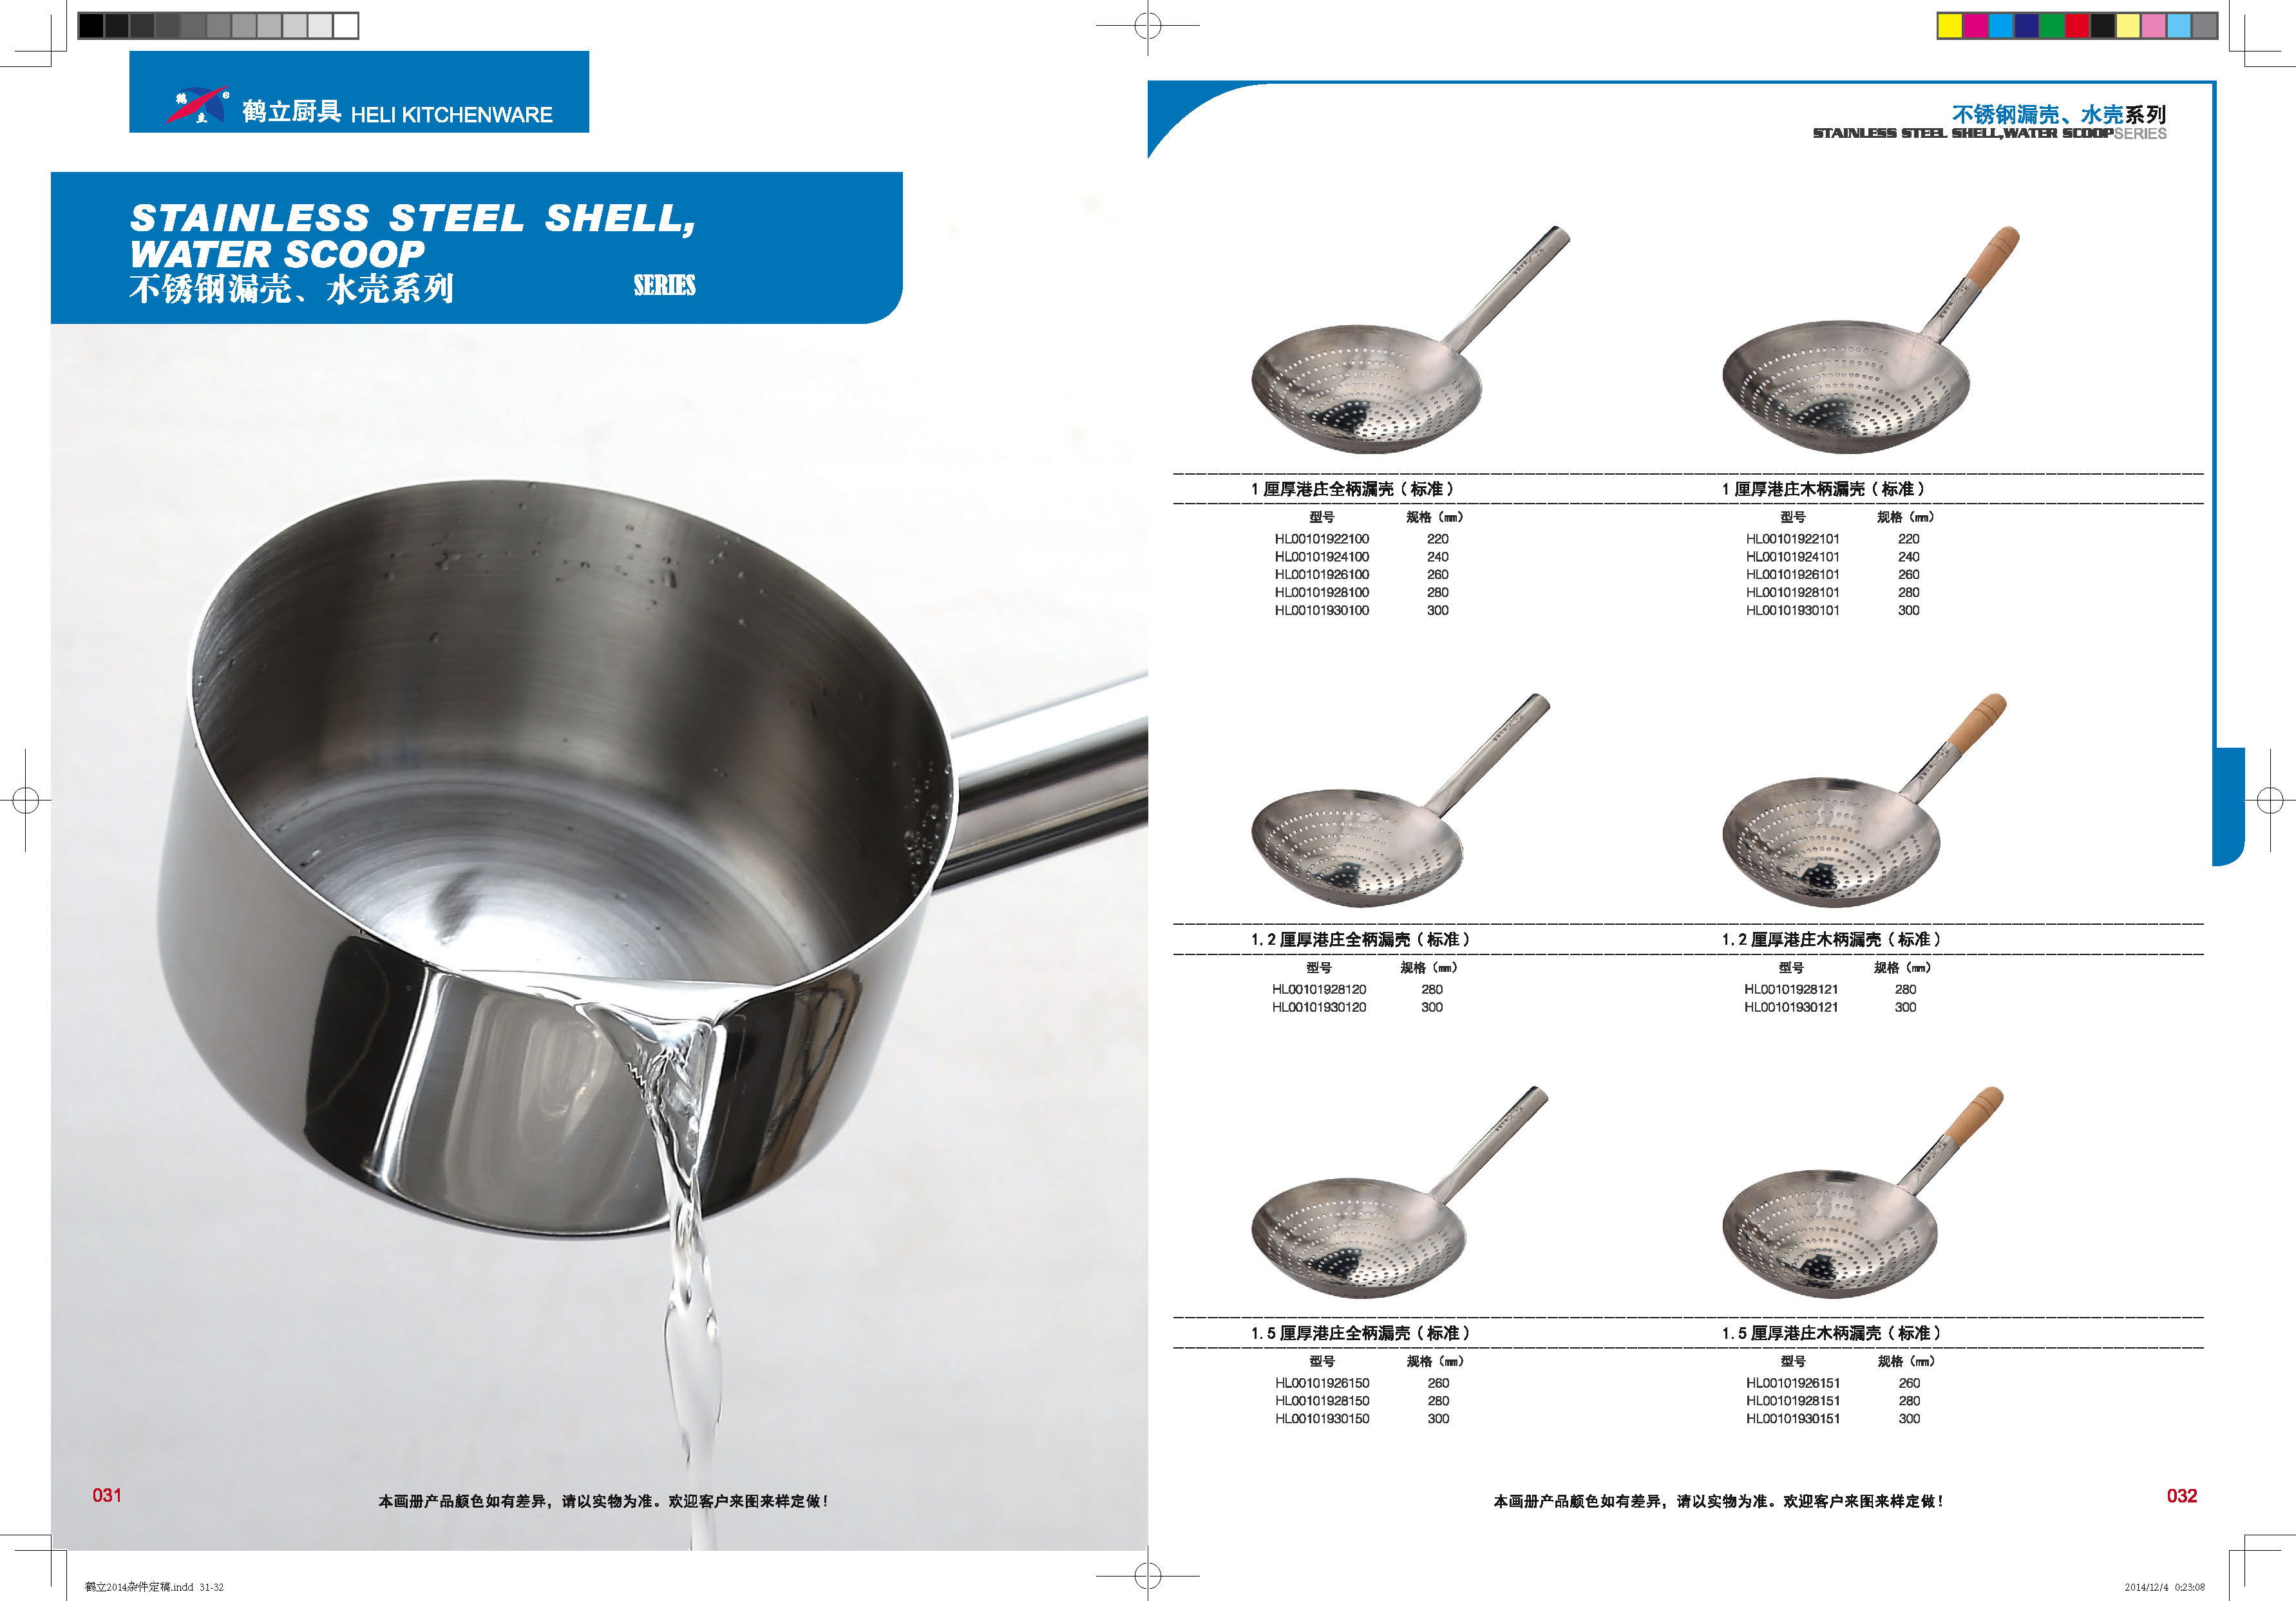 鹤立
®
鹤立厨具 HELI KITCHENWARE
STAINLESS STEEL SHELL,
WATER SCOOP
不锈钢漏壳、水壳系列 SERIES
031
本画册产品颜色如有差异，请以实物为准。欢迎客户来图来样定做！
不锈钢漏壳、水壳系列
STAINLESS STEEL SHELL,WATER SCOOPSERIES
1 厘厚港庄全柄漏壳（标准）
型号 规格（㎜）
HL00101922100 220
HL00101924100 240
HL00101926100 260
HL00101928100 280
HL00101930100 300
1 厘厚港庄木柄漏壳（标准）
型号 规格（㎜）
HL00101922101 220
HL00101924101 240
HL00101926101 260
HL00101928101 280
HL00101930101 300
1.2 厘厚港庄全柄漏壳（标准）
型号 规格（㎜）
HL00101928120 280
HL00101930120 300
1.2 厘厚港庄木柄漏壳（标准）
型号 规格（㎜）
HL00101928121 280
HL00101930121 300
1.5 厘厚港庄全柄漏壳（标准）
型号 规格（㎜）
HL00101926150 260
HL00101928150 280
HL00101930150 300
1.5 厘厚港庄木柄漏壳（标准）
型号 规格（㎜）
HL00101926151 260
HL00101928151 280
HL00101930151 300
本画册产品颜色如有差异，请以实物为准。欢迎客户来图来样定做！
032
鹤立2014杂件定稿.indd 31-32
2014/12/4 0:23:08